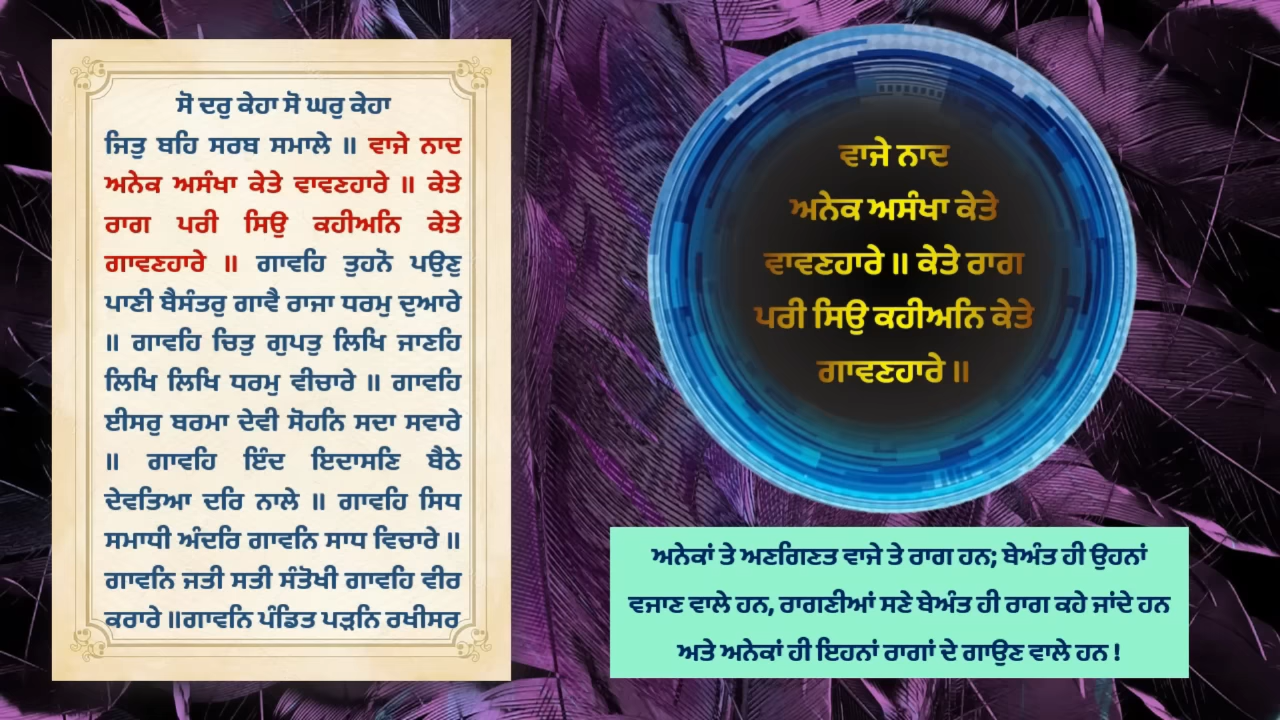 ਸੋ ਦਰੁ ਕੇਹਾ ਸੋ ਘਰੁ ਕੇਹਾ
ਜਿਤੁ ਬਹਿ ਸਰਬ ਸਮਾਲੇ ॥ ਵਾਜੇ ਨਾਦ
ਅਨੇਕ ਅਸੰਖਾ ਕੇਤੇ ਵਾਵਣਹਾਰੇ ॥ ਕੇਤੇ
ਰਾਗ ਪਰੀ ਸਿਉ ਕਹੀਅਨਿ ਕੇਤੇ
ਗਾਵਣਹਾਰੇ ॥ ਗਾਵਹਿ ਤੁਹਨੋ ਪਉਣੁ
ਪਾਣੀ ਬੈਸੰਤਰੁ ਗਾਵੈ ਰਾਜਾ ਧਰਮੁ ਦੁਆਰੇ
॥ ਗਾਵਹਿ ਚਿਤੁ ਗੁਪਤੁ ਲਿਖਿ ਜਾਣਹਿ
ਲਿਖਿ ਲਿਖਿ ਧਰਮੁ ਵੀਚਾਰੇ ॥ ਗਾਵਹਿ
ਈਸਰੁ ਬਰਮਾ ਦੇਵੀ ਸੋਹਨਿ ਸਦਾ ਸਵਾਰੇ
॥ ਗਾਵਹਿ ਇੰਦ ਇਦਾਸਣਿ ਬੈਠੇ
ਦੇਵਤਿਆ ਦਰਿ ਨਾਲੇ ॥ ਗਾਵਹਿ ਸਿਧ
ਸਮਾਧੀ ਅੰਦਰਿ ਗਾਵਨਿ ਸਾਧ ਵਿਚਾਰੇ ॥
ਗਾਵਨਿ ਜਤੀ ਸਤੀ ਸੰਤੋਖੀ ਗਾਵਹਿ ਵੀਰ
ਕਰਾਰੇ ॥ਗਾਵਨਿ ਪੰਡਿਤ ਪੜਨਿ ਰਖੀਸਰ
ਵਾਜੇ ਨਾਦ
ਅਨੇਕ ਅਸੰਖਾ ਕੇਤੇ
ਵਾਵਣਹਾਰੇ ॥ ਕੇਤੇ ਰਾਗ
ਪਰੀ ਸਿਉ ਕਹੀਅਨਿ ਕੇਤੇ
ਗਾਵਣਹਾਰੇ ॥
ਅਨੇਕਾਂ ਤੇ ਅਣਗਿਣਤ ਵਾਜੇ ਤੇ ਰਾਗ ਹਨ; ਬੇਅੰਤ ਹੀ ਉਹਨਾਂ
ਵਜਾਣ ਵਾਲੇ ਹਨ, ਰਾਗਣੀਆਂ ਸਣੇ ਬੇਅੰਤ ਹੀ ਰਾਗ ਕਹੇ ਜਾਂਦੇ ਹਨ
ਅਤੇ ਅਨੇਕਾਂ ਹੀ ਇਹਨਾਂ ਰਾਗਾਂ ਦੇ ਗਾਉਣ ਵਾਲੇ ਹਨ !